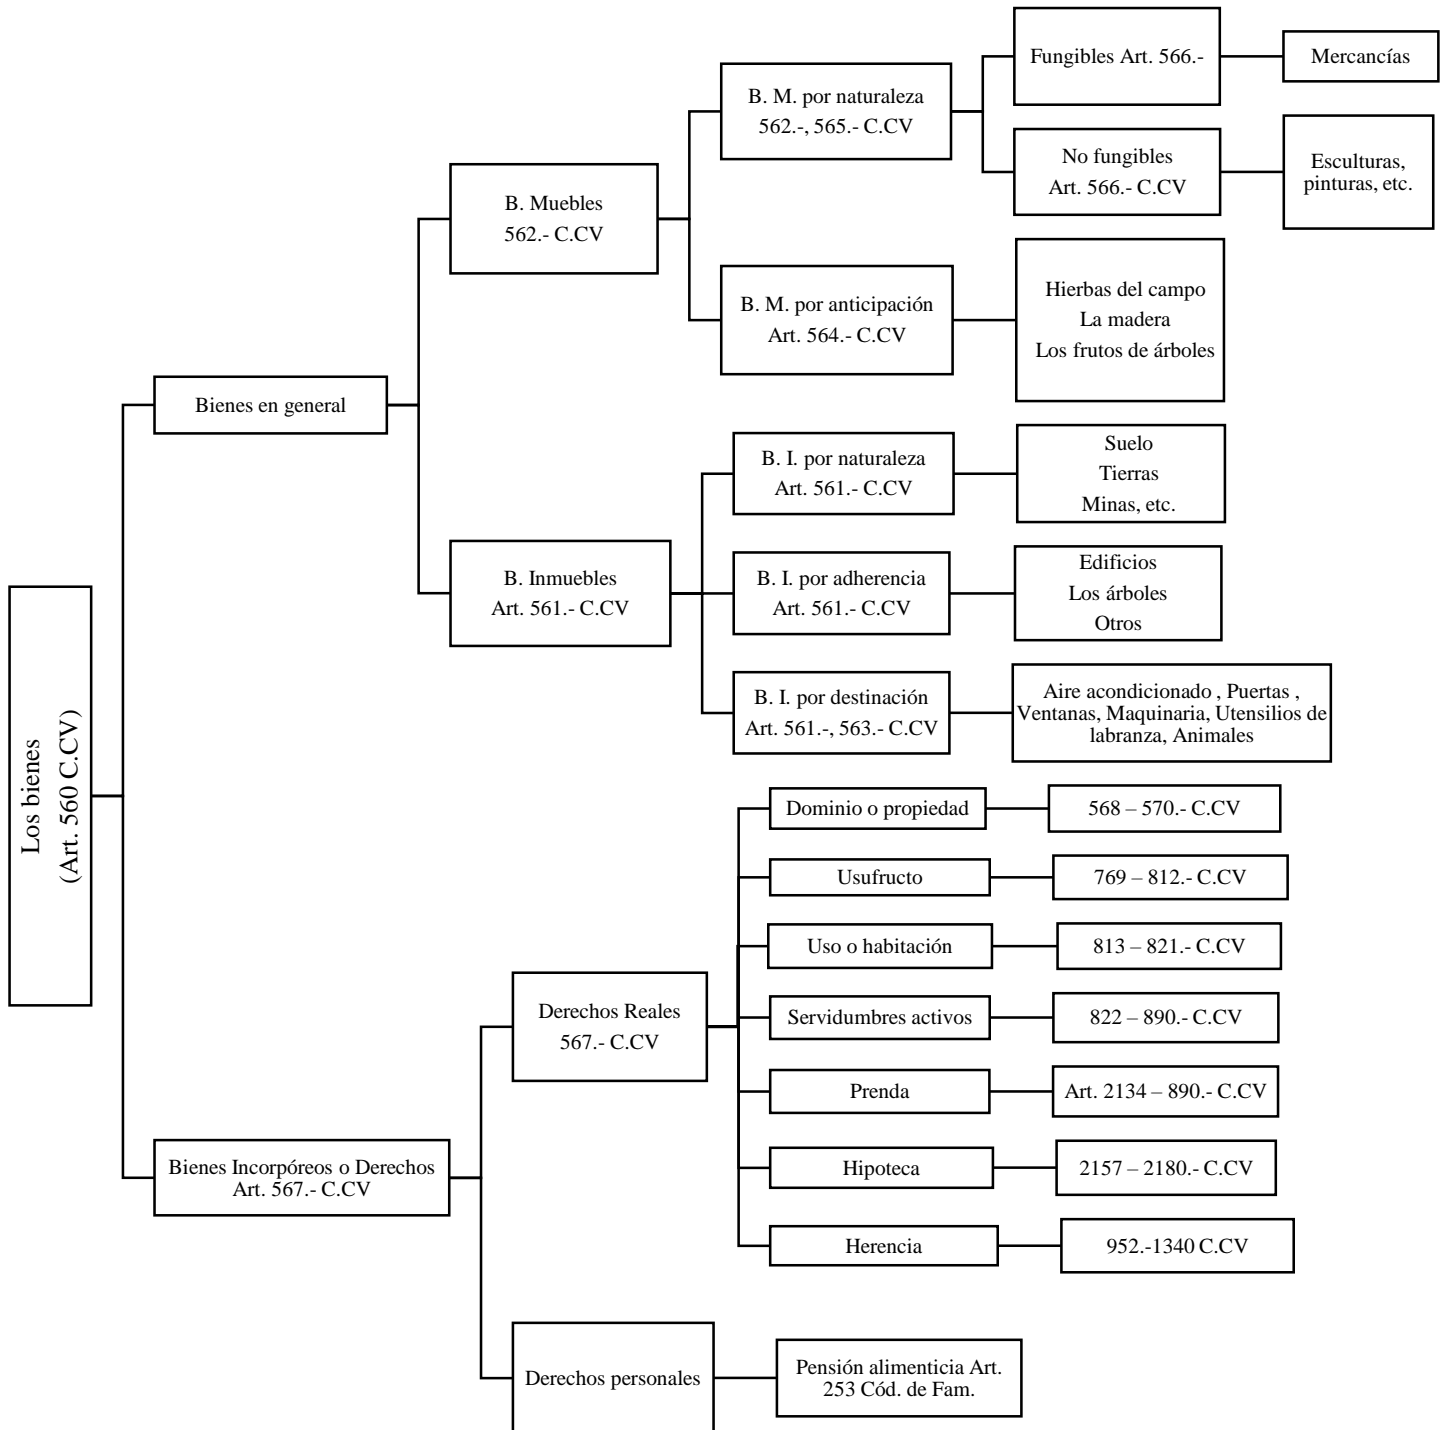 Los bienes
(Art. 560 C.CV)
Bienes en general
B. Muebles
562.- C.CV
B. M. por naturaleza
562.-, 565.- C.CV
Fungibles Art. 566.-
Mercancías
No fungibles
Art. 566.- C.CV
Esculturas,
pinturas, etc.
B. M. por anticipación
Art. 564.- C.CV
Hierbas del campo
La madera
Los frutos de árboles
B. Inmuebles
Art. 561.- C.CV
B. I. por naturaleza
Art. 561.- C.CV
Suelo
Tierras
Minas, etc.
B. I. por adherencia
Art. 561.- C.CV
Edificios
Los árboles
Otros
B. I. por destinación
Art. 561.-, 563.- C.CV
Aire acondicionado , Puertas ,
Ventanas, Maquinaria, Utensilios de
labranza, Animales
Bienes Incorpóreos o Derechos
Art. 567.- C.CV
Derechos Reales
567.- C.CV
Dominio o propiedad
568 – 570.- C.CV
Usufructo
769 – 812.- C.CV
Uso o habitación
813 – 821.- C.CV
Servidumbres activos
822 – 890.- C.CV
Prenda
Art. 2134 – 890.- C.CV
Hipoteca
2157 – 2180.- C.CV
Herencia
952.-1340 C.CV
Derechos personales
Pensión alimenticia Art.
253 Cód. de Fam.